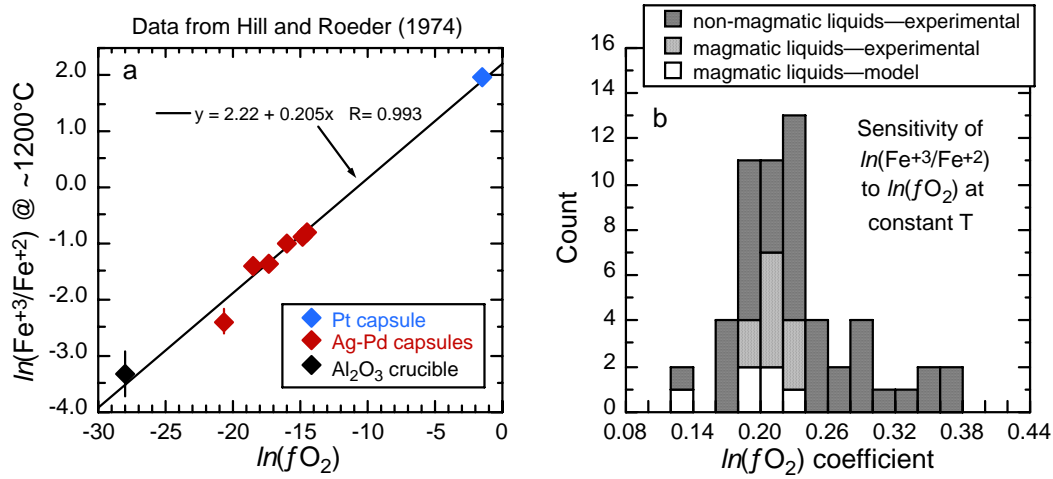 Data from Hill and Roeder (1974)
a
ln(Fe+3/Fe+2) @ ~1200°C
2.0
1.0
0.0
-1.0
-2.0
-3.0
-4.0
y = 2.22 + 0.205x R= 0.993
Pt capsule
Ag-Pd capsules
Al2O3 crucible
-30 -25 -20 -15 -10 -5 0
ln(fO2)
non-magmatic liquids—experimental
magmatic liquids—experimental
magmatic liquids—model
b
Sensitivity of
ln(Fe+3/Fe+2)
to ln(fO2) at
constant T
Count
16
14
12
10
8
6
4
2
0
0.08 0.14 0.20 0.26 0.32 0.38 0.44
ln(fO2) coefficient